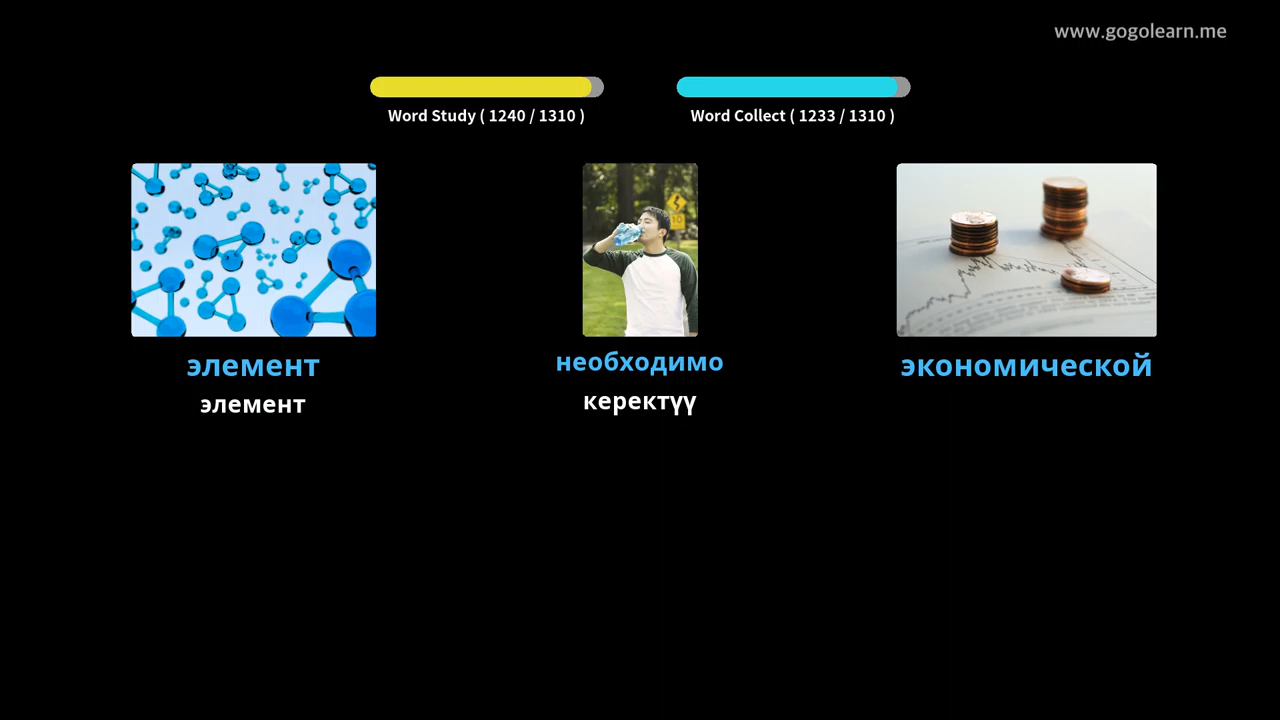 www.gogolearn.me
Word Study ( 1240 / 1310 )
Word Collect ( 1233 / 1310 )
элемент
элемент
необходимо
керектүү
экономической